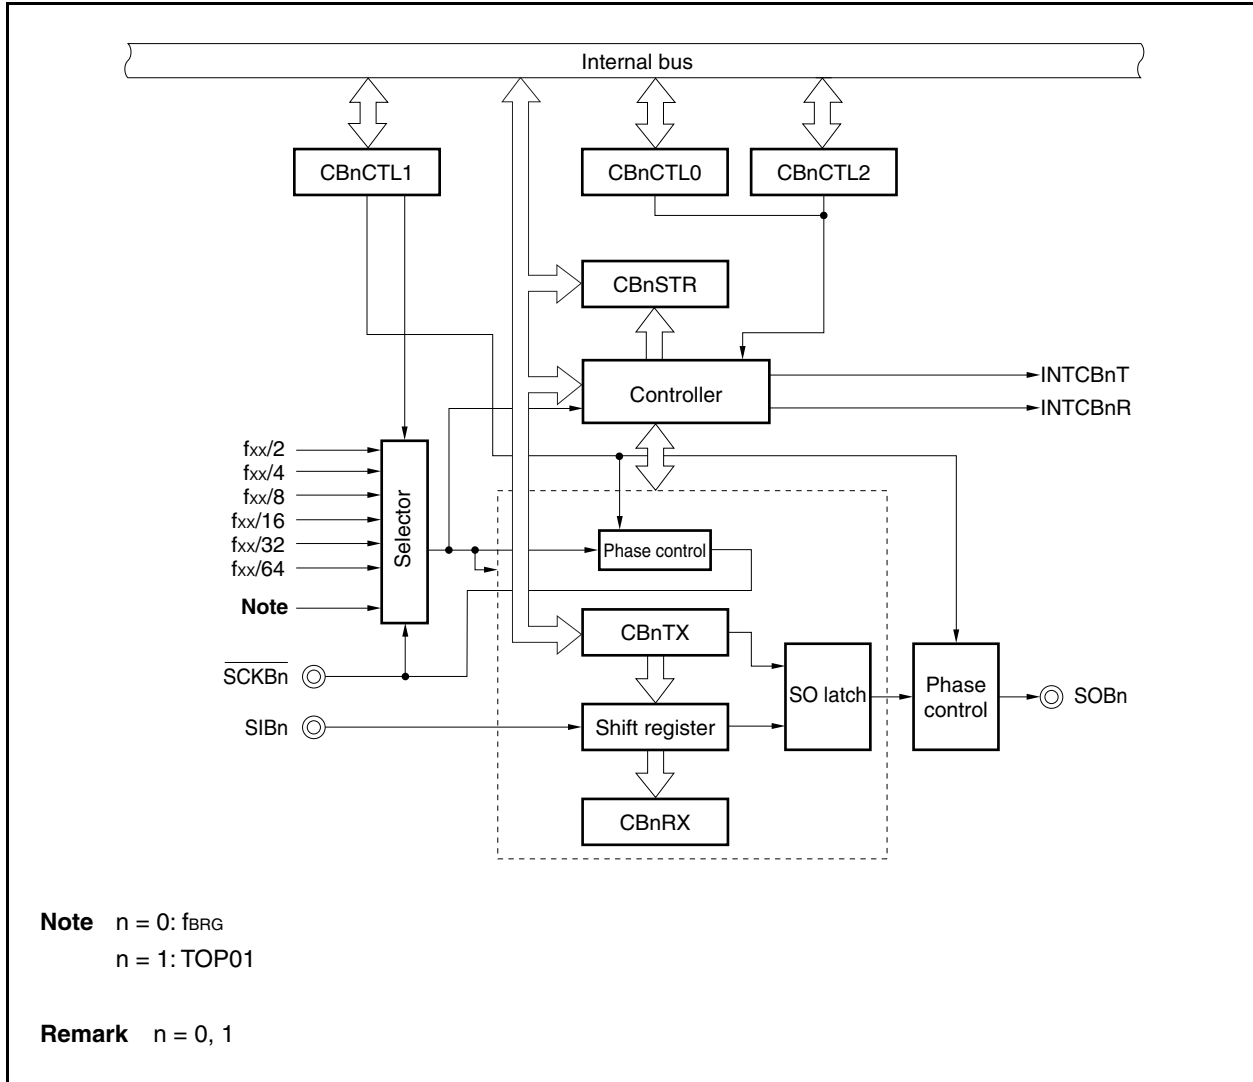 Internal bus
CBnCTL1
CBnCTL0
CBnCTL2
CBnSTR
Controller
INTCBnT
INTCBnR
fxx/2
fxx/4
fxx/8
fxx/16
fxx/32
fxx/64
Note
Selector
Phase control
CBnTX
SCKBn
SIBn
Shift register
SO latch
Phase
control
SOBn
CBnRX
Note n = 0: fBRG
n = 1: TOP01
Remark n = 0, 1